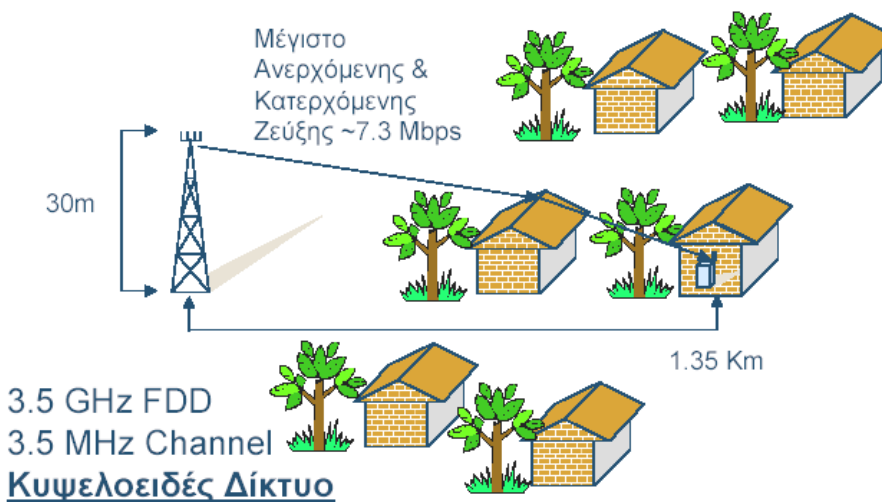 Μέγιστο
Ανερχόμενης &
Κατερχόμενης
Ζεύξης ~7.3 Mbps
30m
1.35 Km
3.5 GHz FDD
3.5 MHz Channel
Κυψελοειδές Δίκτυο